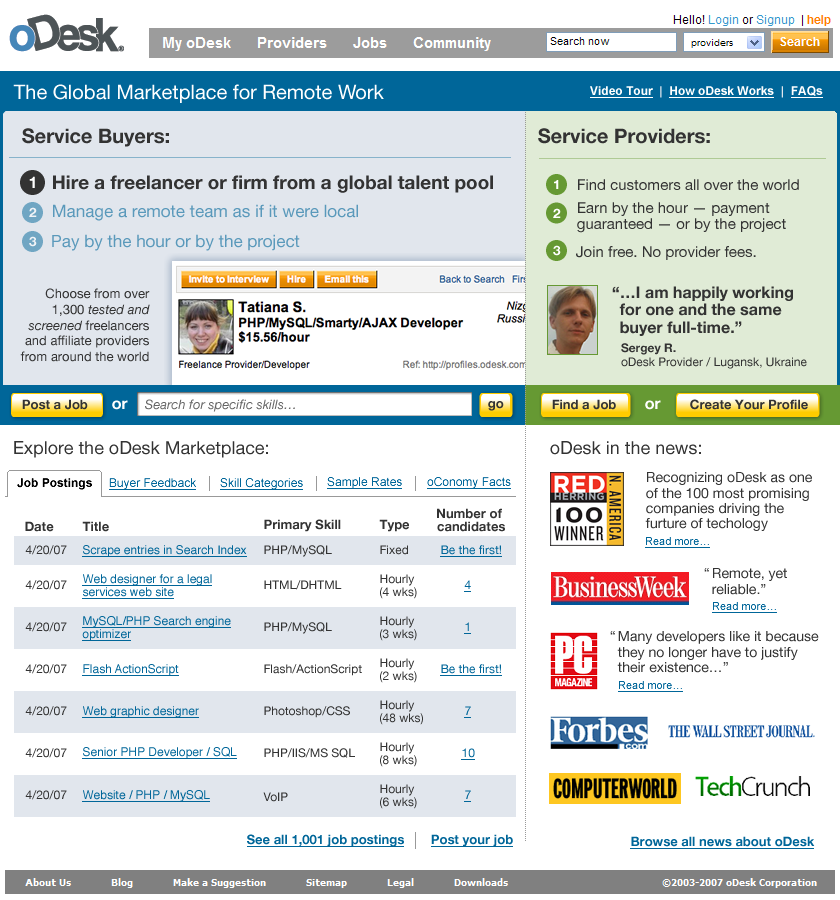 Hello! Login or Signup | help
oDesk.
My oDesk Providers Jobs Community
Search now
providers
Search
The Global Marketplace for Remote Work
Video Tour | How oDesk Works | FAQs
Service Buyers:
1 Hire a freelancer or firm from a global talent pool
2 Manage a remote team as if it were local
3 Pay by the hour or by the project
Choose from over
1,300 tested and
screened freelancers
and affiliate providers
from around the world
Invite to Interview Hire Email this Back to Search Firs
Tatiana S.
PHP/MySQL/Smarty/AJAX Developer
$15.56/hour
Nizg
Russi
Freelance Provider/Developer Ref: http://profiles.odesk.com
Service Providers:
1 Find customers all over the world
2 Earn by the hour — payment
guaranteed — or by the project
3 Join free. No provider fees.
“…I am happily working
for one and the same
buyer full-time.”
Sergey R.
oDesk Provider / Lugansk, Ukraine
Post a Job or Search for specific skills… go
Find a Job or Create Your Profile
Explore the oDesk Marketplace:
Job Postings Buyer Feedback | Skill Categories | Sample Rates | oConomy Facts
Date Title Primary Skill Type Number of
candidates
4/20/07 Scrape entries in Search Index PHP/MySQL Fixed Be the first!
4/20/07 Web designer for a legal
services web site HTML/DHTML Hourly
(4 wks) 4
4/20/07 MySQL/PHP Search engine
optimizer PHP/MySQL Hourly
(3 wks) 1
4/20/07 Flash ActionScript Flash/ActionScript Hourly
(2 wks) Be the first!
4/20/07 Web graphic designer Photoshop/CSS Hourly
(48 wks) 7
4/20/07 Senior PHP Developer / SQL PHP/IIS/MS SQL Hourly
(8 wks) 10
4/20/07 Website / PHP / MySQL VoIP Hourly
(6 wks) 7
See all 1,001 job postings | Post your job
oDesk in the news:
RED
HERRING
100
WINNER
N. AMERICA
Recognizing oDesk as one
of the 100 most promising
companies driving the
furture of techology
Read more…
BusinessWeek
“Remote, yet
reliable.”
Read more…
PC
MAGAZINE
“Many developers like it because
they no longer have to justify
their existence…”
Read more…
Forbes
.com
THE WALL STREET JOURNAL.
COMPUTERWORLD
TechCrunch
Browse all news about oDesk
About Us Blog Make a Suggestion Sitemap Legal Downloads ©2003-2007 oDesk Corporation